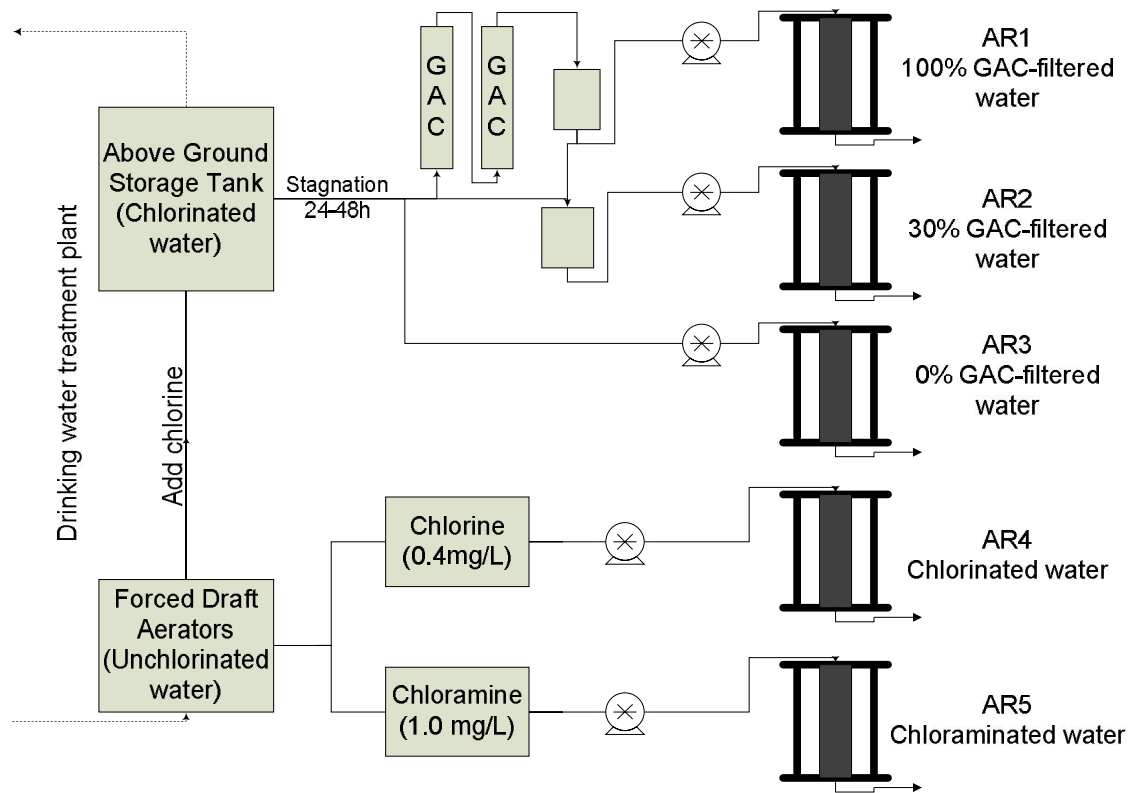 G
A
C
G
A
C
AR1
100% GAC-filtered
water
Above Ground
Storage Tank
(Chlorinated
water)
Stagnation
24-48h
AR2
30% GAC-filtered
water
Drinking water treatment plant
Add chlorine
AR3
0% GAC-filtered
water
Chlorine
(0.4mg/L)
AR4
Chlorinated water
Forced Draft
Aerators
(Unchlorinated
water)
Chloramine
(1.0 mg/L)
AR5
Chloraminated water